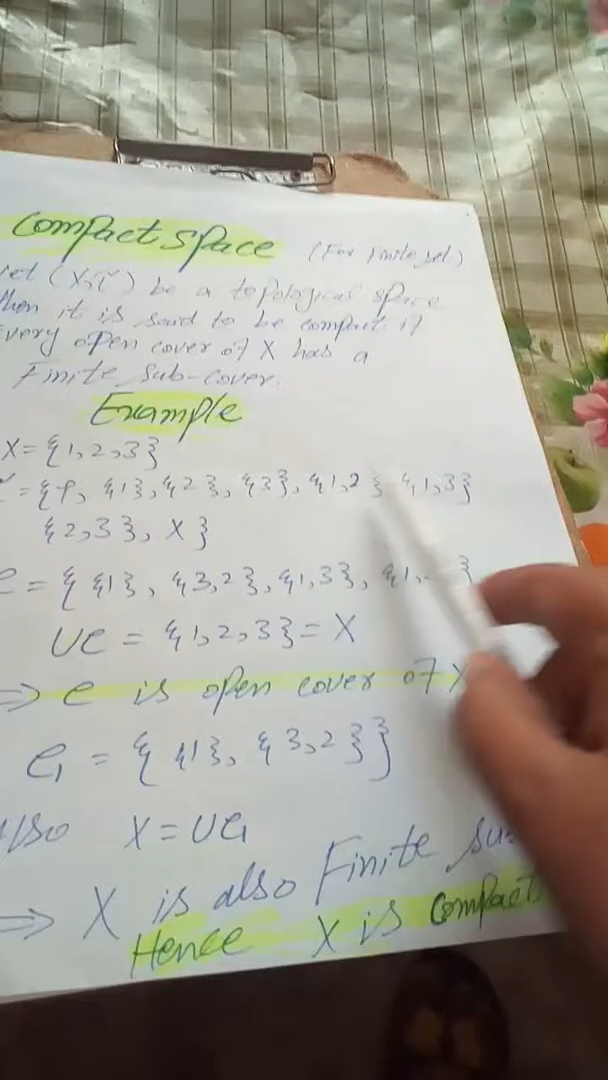 Compact Space (For Finite set)
let (X,τ) be a topological space
then it is said to be compact if
every open cover of X has a
Finite Sub-cover.
Example
X = {1,2,3}
= {φ, {1}, {2}, {3}, {1,2}, {1,3}
{2,3}, X}
C = { {1}, {3,2}, {1,3}, {1,
UC = {1,2,3} = X
⇒ C is open cover of X
C₁ = { {1}, {3,2} }
Also X = UC₁
⇒ X is also Finite su
Hence X is Compact